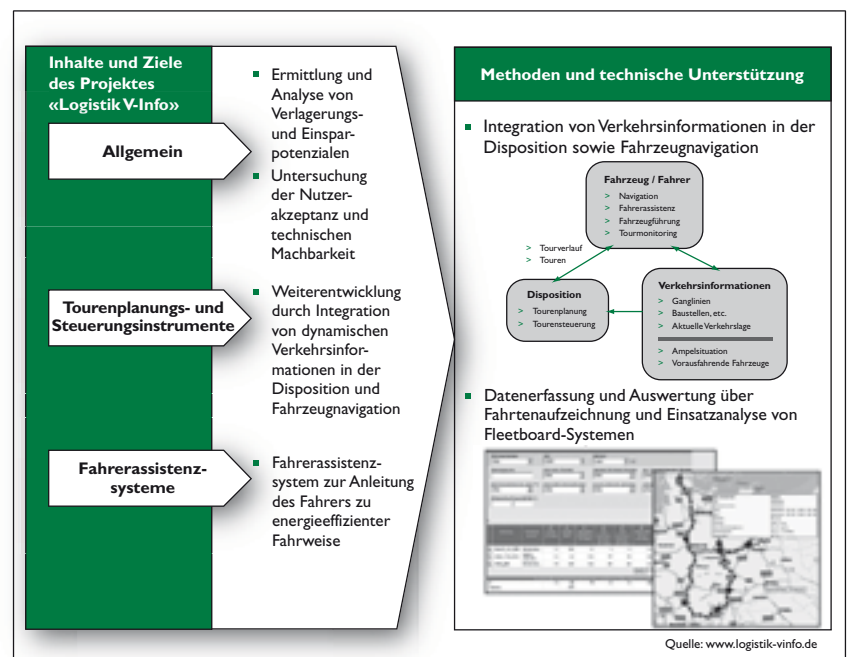 Inhalte und Ziele
des Projektes
«Logistik V-Info»
Allgemein
▪ Ermittlung und
Analyse von
Verlagerungs-
und Einspar-
potenzialen
▪ Untersuchung
der Nutzer-
akzeptanz und
technischen
Machbarkeit
Tourenplanungs- und
Steuerungsinstrumente
▪ Weiterentwicklung
durch Integration
von dynamischen
Verkehrsinfor-
mationen in der
Disposition und
Fahrzeugnavigation
Fahrerassistenz-
systeme
▪ Fahrerassistenz-
system zur Anleitung
des Fahrers zu
energieeffizienter
Fahrweise
Methoden und technische Unterstützung
▪ Integration von Verkehrsinformationen in der
Disposition sowie Fahrzeugnavigation
Fahrzeug / Fahrer
> Navigation
> Fahrerassistenz
> Fahrzeugführung
> Tourmonitoring
> Tourverlauf
> Touren
Disposition
> Tourenplanung
> Tourensteuerung
Verkehrsinformationen
> Ganglinien
> Baustellen, etc.
> Aktuelle Verkehrslage
> Ampelsituation
> Vorausfahrende Fahrzeuge
▪ Datenerfassung und Auswertung über
Fahrtenaufzeichnung und Einsatzanalyse von
Fleetboard-Systemen
Quelle: www.logistik-vinfo.de